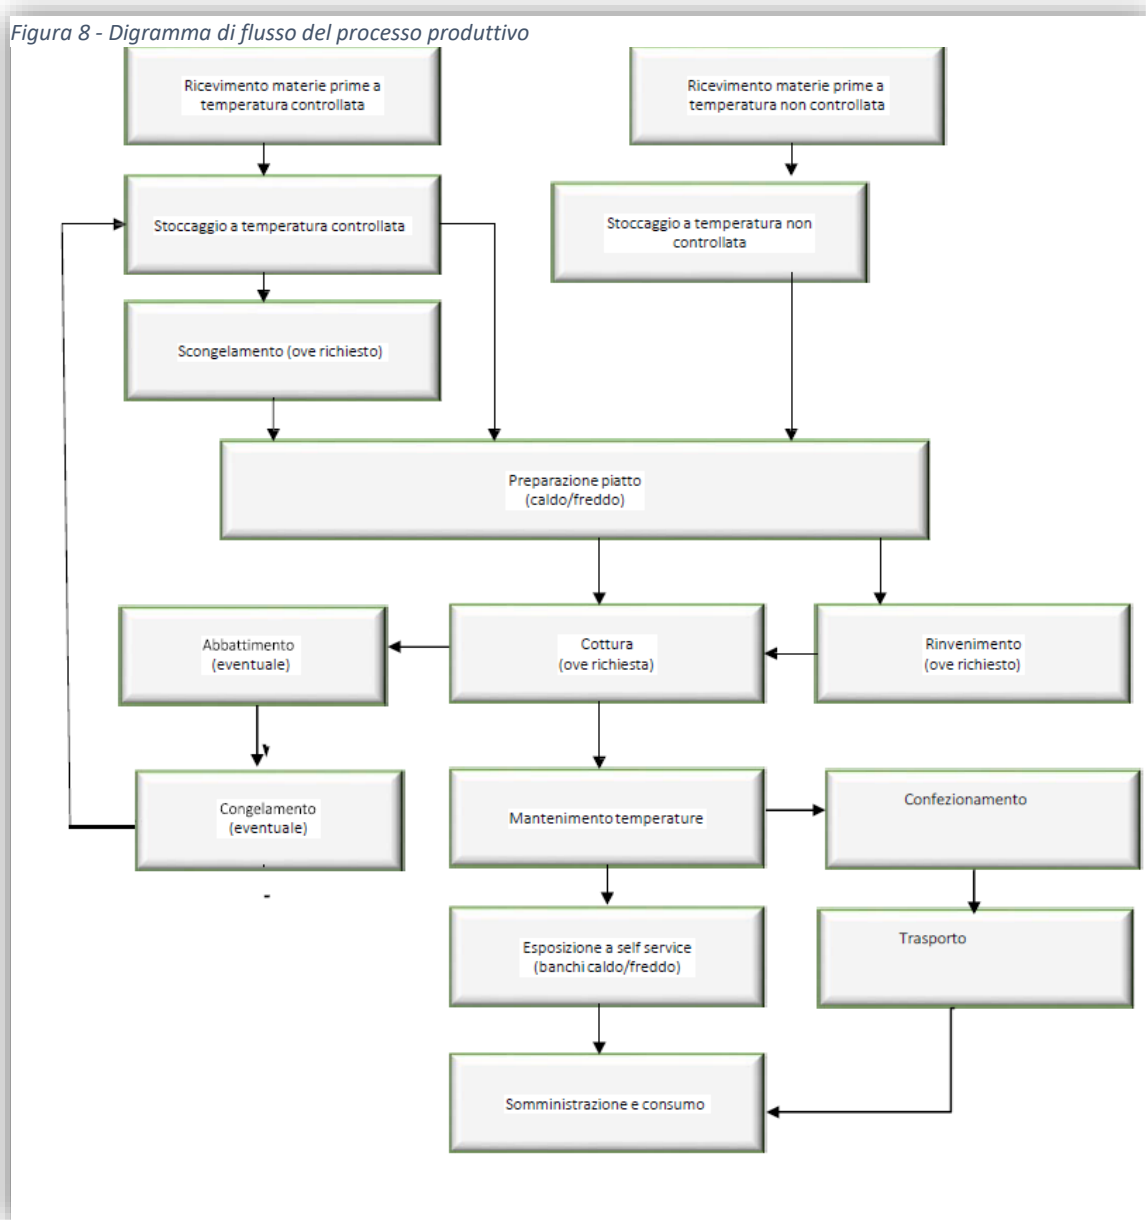 Figura 8 - Digramma di flusso del processo produttivo
Ricevimento materie prime a
temperatura controllata
Ricevimento materie prime a
temperatura non controllata
Stoccaggio a temperatura controllata
Stoccaggio a temperatura non
controllata
Scongelamento (ove richiesto)
Preparazione piatto
(caldo/freddo)
Abbattimento
(eventuale)
Cottura
(ove richiesta)
Rinvenimento
(ove richiesto)
Congelamento
(eventuale)
Mantenimento temperature
Confezionamento
Esposizione a self service
(banchi caldo/freddo)
Trasporto
Somministrazione e consumo